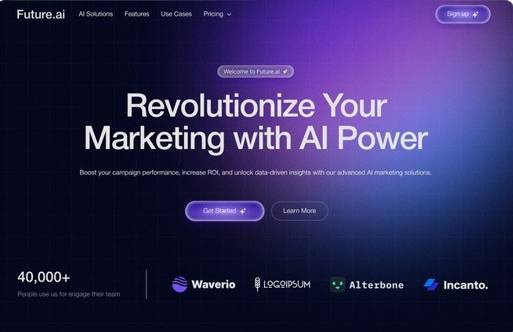 Future.ai AI Solutions Features Use Cases Pricing Sign up
Welcome to Future.ai
Revolutionize Your
Marketing with AI Power
Boost your campaign performance, increase ROI, and unlock data-driven insights with our advanced AI marketing solutions.
Get Started Learn More
40,000+
People use us for engage their team
Waverio LOGOIPSUM Alterbone Incanto.